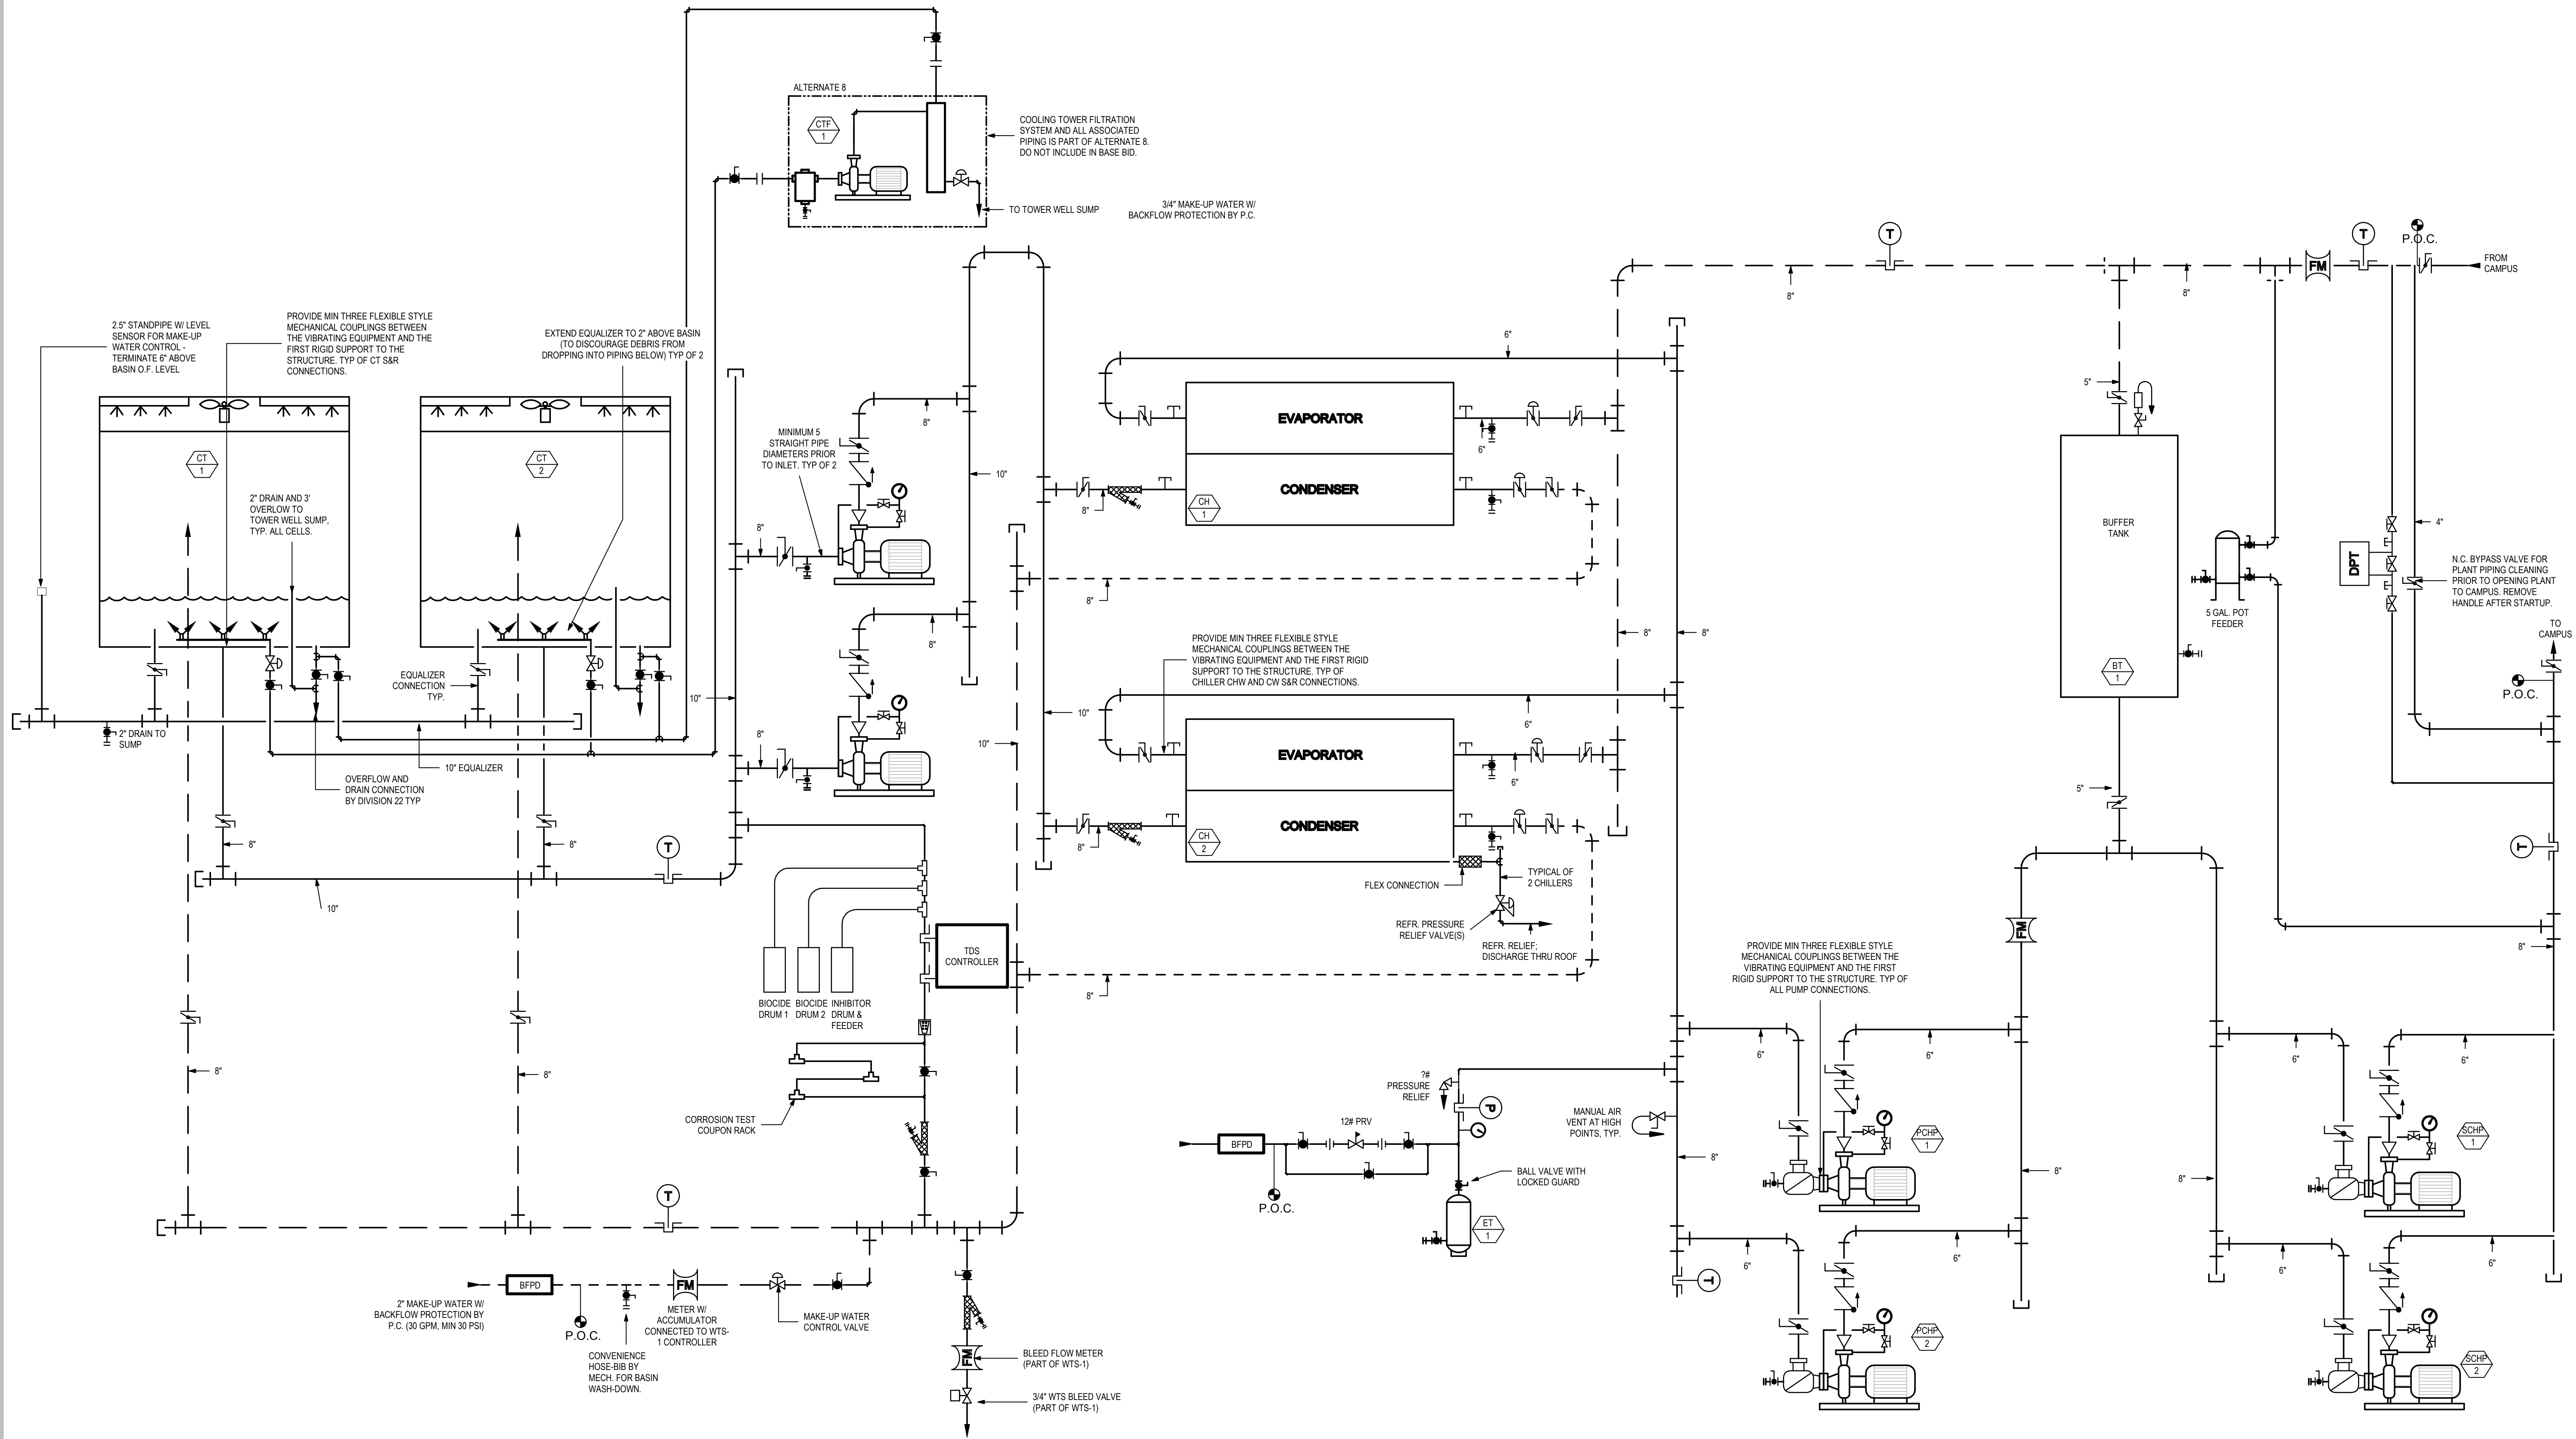 ALTERNATE 8
CTF
1
COOLING TOWER FILTRATION
SYSTEM AND ALL ASSOCIATED
PIPING IS PART OF ALTERNATE 8.
DO NOT INCLUDE IN BASE BID.
TO TOWER WELL SUMP
3/4" MAKE-UP WATER W/
BACKFLOW PROTECTION BY P.C.
2.5" STANDPIPE W/ LEVEL
SENSOR FOR MAKE-UP
WATER CONTROL -
TERMINATE 6" ABOVE
BASIN O.F. LEVEL
PROVIDE MIN THREE FLEXIBLE STYLE
MECHANICAL COUPLINGS BETWEEN
THE VIBRATING EQUIPMENT AND THE
FIRST RIGID SUPPORT TO THE
STRUCTURE. TYP OF CT S&R
CONNECTIONS.
EXTEND EQUALIZER TO 2" ABOVE BASIN
(TO DISCOURAGE DEBRIS FROM
DROPPING INTO PIPING BELOW) TYP OF 2
CT
1
CT
2
2" DRAIN AND 3'
OVERLOW TO
TOWER WELL SUMP,
TYP. ALL CELLS.
EQUALIZER
CONNECTION
TYP.
2" DRAIN TO
SUMP
10" EQUALIZER
OVERFLOW AND
DRAIN CONNECTION
BY DIVISION 22 TYP
8"
8"
10"
T
8"
8"
T
MINIMUM 5
STRAIGHT PIPE
DIAMETERS PRIOR
TO INLET. TYP OF 2
8"
8"
8"
8"
10"
10"
10"
10"
BIOCIDE
DRUM 1
BIOCIDE
DRUM 2
INHIBITOR
DRUM &
FEEDER
TDS
CONTROLLER
CORROSION TEST
COUPON RACK
BFPD
2" MAKE-UP WATER W/
BACKFLOW PROTECTION BY
P.C. (30 GPM, MIN 30 PSI)
P.O.C.
CONVENIENCE
HOSE-BIB BY
MECH. FOR BASIN
WASH-DOWN.
FM
METER W/
ACCUMULATOR
CONNECTED TO WTS-
1 CONTROLLER
MAKE-UP WATER
CONTROL VALVE
FM
BLEED FLOW METER
(PART OF WTS-1)
3/4" WTS BLEED VALVE
(PART OF WTS-1)
6"
EVAPORATOR
CONDENSER
CH
1
6"
8"
8"
PROVIDE MIN THREE FLEXIBLE STYLE
MECHANICAL COUPLINGS BETWEEN THE
VIBRATING EQUIPMENT AND THE FIRST RIGID
SUPPORT TO THE STRUCTURE. TYP OF
CHILLER CHW AND CW S&R CONNECTIONS.
6"
EVAPORATOR
CONDENSER
CH
2
6"
8"
8"
FLEX CONNECTION
TYPICAL OF
2 CHILLERS
REFR. PRESSURE
RELIEF VALVE(S)
REFR. RELIEF;
DISCHARGE THRU ROOF
8"
8"
?#
PRESSURE
RELIEF
P
12# PRV
BFPD
P.O.C.
BALL VALVE WITH
LOCKED GUARD
ET
1
MANUAL AIR
VENT AT HIGH
POINTS, TYP.
8"
T
PROVIDE MIN THREE FLEXIBLE STYLE
MECHANICAL COUPLINGS BETWEEN THE
VIBRATING EQUIPMENT AND THE FIRST
RIGID SUPPORT TO THE STRUCTURE. TYP OF
ALL PUMP CONNECTIONS.
6"
6"
PCHP
1
6"
6"
PCHP
2
8"
FM
T
8"
8"
FM
T
P.O.C.
FROM
CAMPUS
5"
BUFFER
TANK
BT
1
5"
5 GAL. POT
FEEDER
DPT
4"
N.C. BYPASS VALVE FOR
PLANT PIPING CLEANING
PRIOR TO OPENING PLANT
TO CAMPUS. REMOVE
HANDLE AFTER STARTUP.
TO
CAMPUS
P.O.C.
T
8"
8"
6"
6"
SCHP
1
6"
6"
SCHP
2